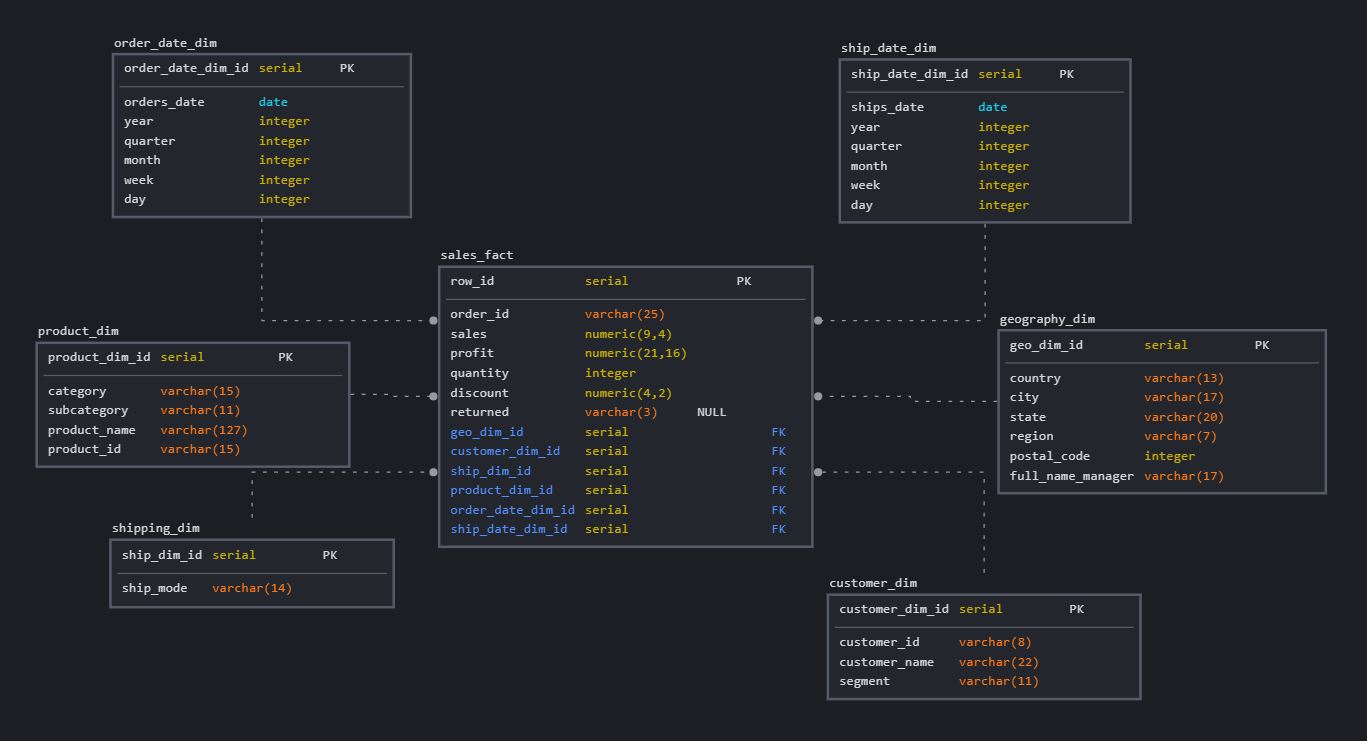 order_date_dim
order_date_dim_id serial PK
orders_date date
year integer
quarter integer
month integer
week integer
day integer
ship_date_dim
ship_date_dim_id serial PK
ships_date date
year integer
quarter integer
month integer
week integer
day integer
sales_fact
row_id serial PK
order_id varchar(25)
sales numeric(9,4)
profit numeric(21,16)
quantity integer
discount numeric(4,2)
returned varchar(3) NULL
geo_dim_id serial FK
customer_dim_id serial FK
ship_dim_id serial FK
product_dim_id serial FK
order_date_dim_id serial FK
ship_date_dim_id serial FK
product_dim
product_dim_id serial PK
category varchar(15)
subcategory varchar(11)
product_name varchar(127)
product_id varchar(15)
geography_dim
geo_dim_id serial PK
country varchar(13)
city varchar(17)
state varchar(20)
region varchar(7)
postal_code integer
full_name_manager varchar(17)
shipping_dim
ship_dim_id serial PK
ship_mode varchar(14)
customer_dim
customer_dim_id serial PK
customer_id varchar(8)
customer_name varchar(22)
segment varchar(11)